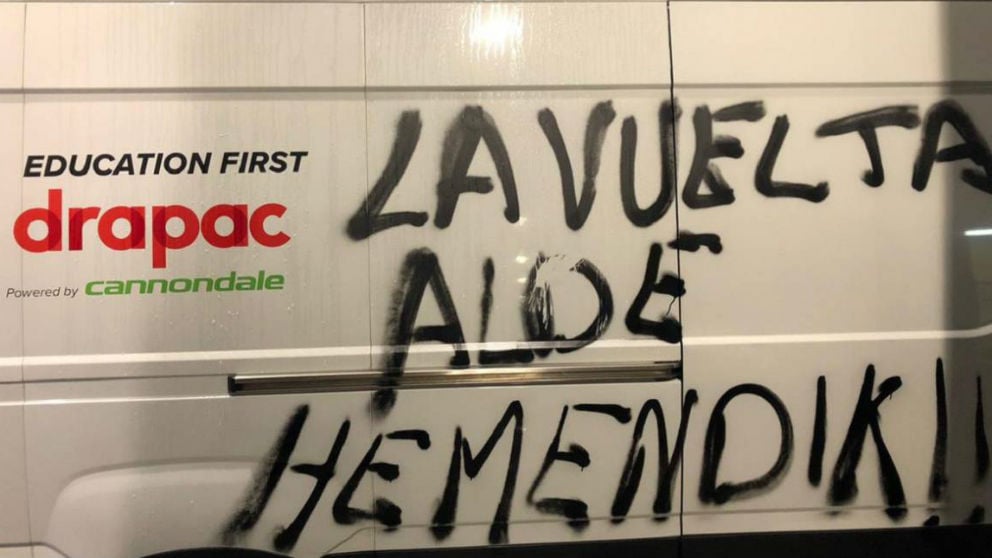 EDUCATION FIRST
drapac
Powered by cannondale
LA VUELTA
ALDE
HEMENDIK!!